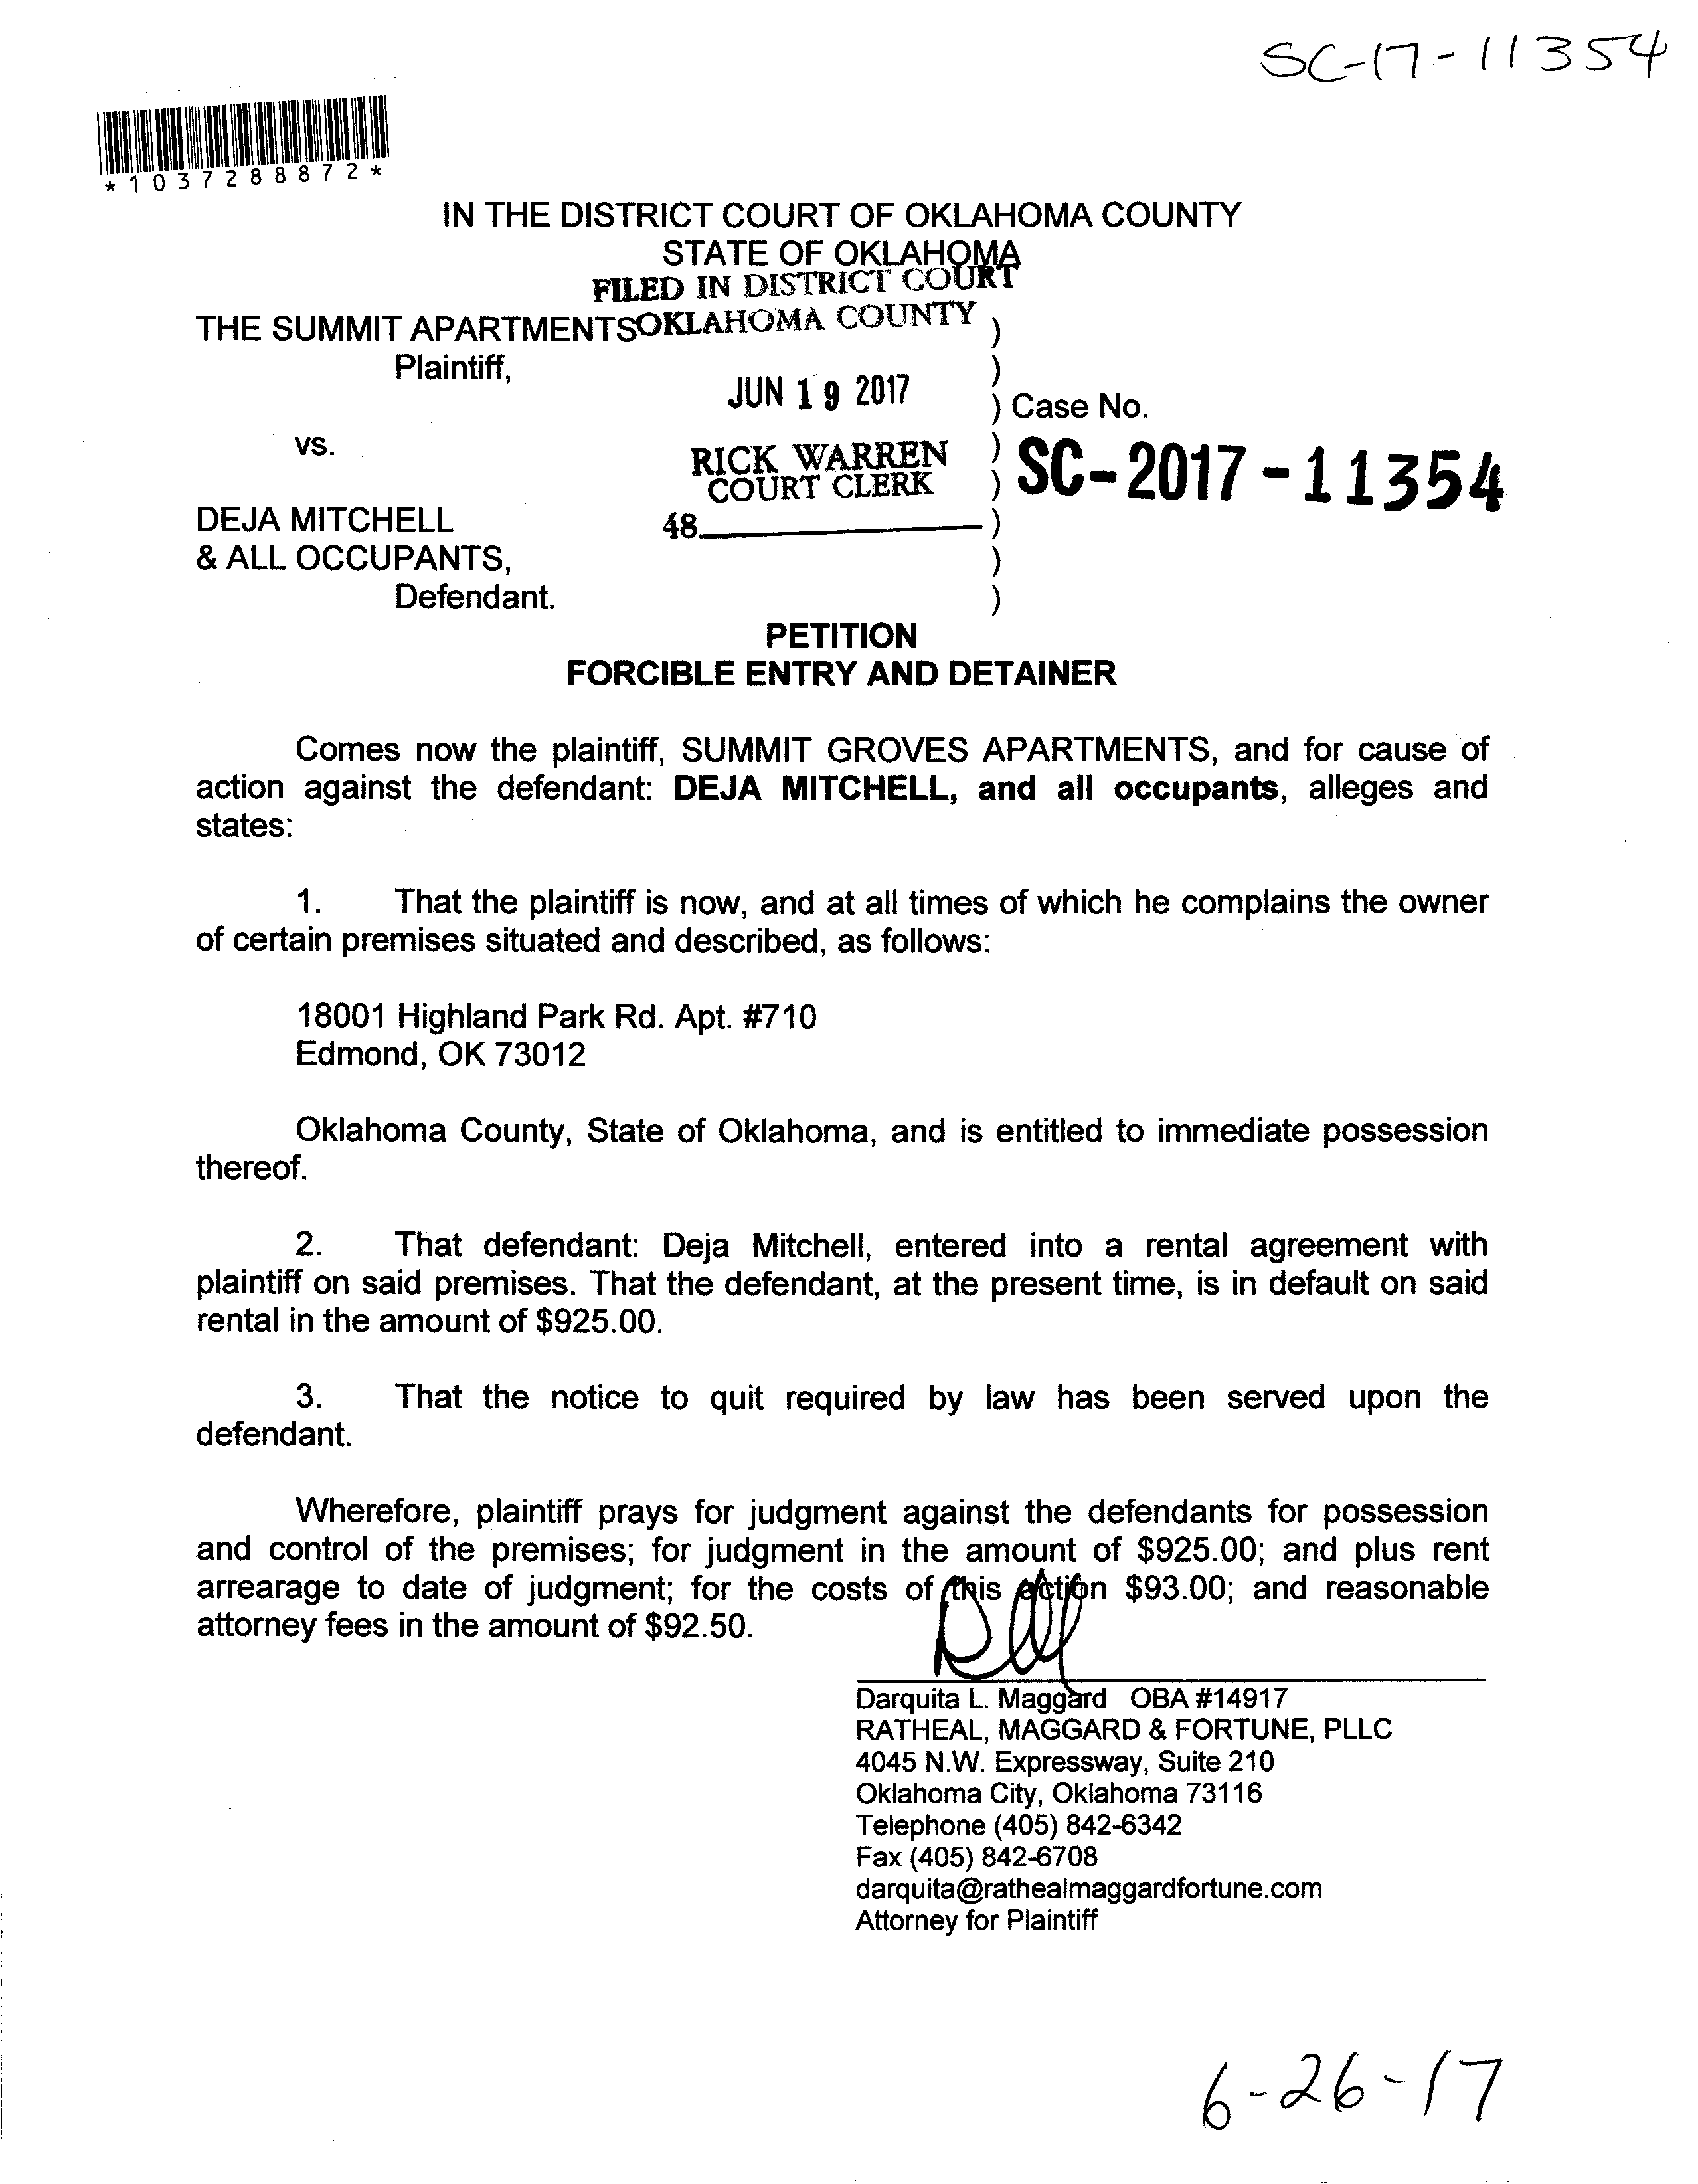 SC-17-11354
*1037288872*
IN THE DISTRICT COURT OF OKLAHOMA COUNTY
STATE OF OKLAHOMA
FILED IN DISTRICT COURT
THE SUMMIT APARTMENTS OKLAHOMA COUNTY )
Plaintiff, )
JUN 19 2017 ) Case No.
vs. )
RICK WARREN
COURT CLERK ) SC-2017-11354
DEJA MITCHELL 48 )
& ALL OCCUPANTS, )
Defendant. )
PETITION
FORCIBLE ENTRY AND DETAINER
Comes now the plaintiff, SUMMIT GROVES APARTMENTS, and for cause of
action against the defendant: DEJA MITCHELL, and all occupants, alleges and
states:
1. That the plaintiff is now, and at all times of which he complains the owner
of certain premises situated and described, as follows:
18001 Highland Park Rd. Apt. #710
Edmond, OK 73012
Oklahoma County, State of Oklahoma, and is entitled to immediate possession
thereof.
2. That defendant: Deja Mitchell, entered into a rental agreement with
plaintiff on said premises. That the defendant, at the present time, is in default on said
rental in the amount of $925.00.
3. That the notice to quit required by law has been served upon the
defendant.
Wherefore, plaintiff prays for judgment against the defendants for possession
and control of the premises; for judgment in the amount of $925.00; and plus rent
arrearage to date of judgment; for the costs of this action $93.00; and reasonable
attorney fees in the amount of $92.50.
Darquita L. Maggard OBA #14917
RATHEAL, MAGGARD & FORTUNE, PLLC
4045 N.W. Expressway, Suite 210
Oklahoma City, Oklahoma 73116
Telephone (405) 842-6342
Fax (405) 842-6708
darquita@rathealmaggardfortune.com
Attorney for Plaintiff
6-26-17